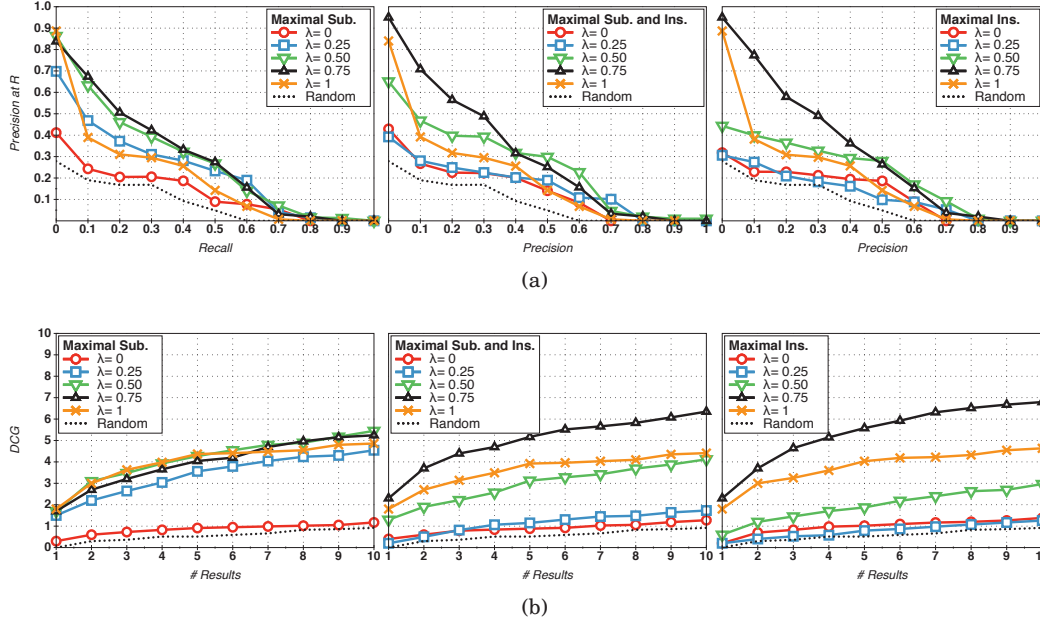 Precision at R
1.0
0.9
0.8
0.7
0.6
0.5
0.4
0.3
0.2
0.1
Maximal Sub.
λ= 0
λ= 0.25
λ= 0.50
λ= 0.75
λ= 1
Random
0 0.1 0.2 0.3 0.4 0.5 0.6 0.7 0.8 0.9
Recall
Maximal Sub. and Ins.
λ= 0
λ= 0.25
λ= 0.50
λ= 0.75
λ= 1
Random
0 0.1 0.2 0.3 0.4 0.5 0.6 0.7 0.8 0.9 1
Precision
Maximal Ins.
λ= 0
λ= 0.25
λ= 0.50
λ= 0.75
λ= 1
Random
0 0.1 0.2 0.3 0.4 0.5 0.6 0.7 0.8 0.9
Precision
(a)
DCG
10
9
8
7
6
5
4
3
2
1
0
Maximal Sub.
λ= 0
λ= 0.25
λ= 0.50
λ= 0.75
λ= 1
Random
1 2 3 4 5 6 7 8 9 10
# Results
Maximal Sub. and Ins.
λ= 0
λ= 0.25
λ= 0.50
λ= 0.75
λ= 1
Random
1 2 3 4 5 6 7 8 9 10
# Results
Maximal Ins.
λ= 0
λ= 0.25
λ= 0.50
λ= 0.75
λ= 1
Random
1 2 3 4 5 6 7 8 9
# Results
(b)